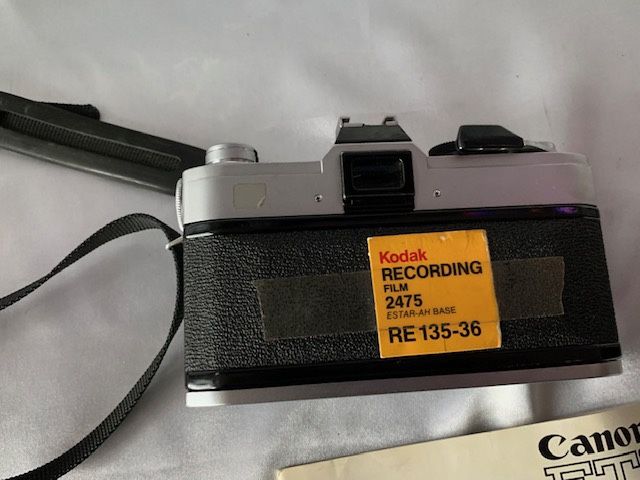 Kodak
RECORDING
FILM
2475
ESTAR-AH BASE
RE 135-36
Canon